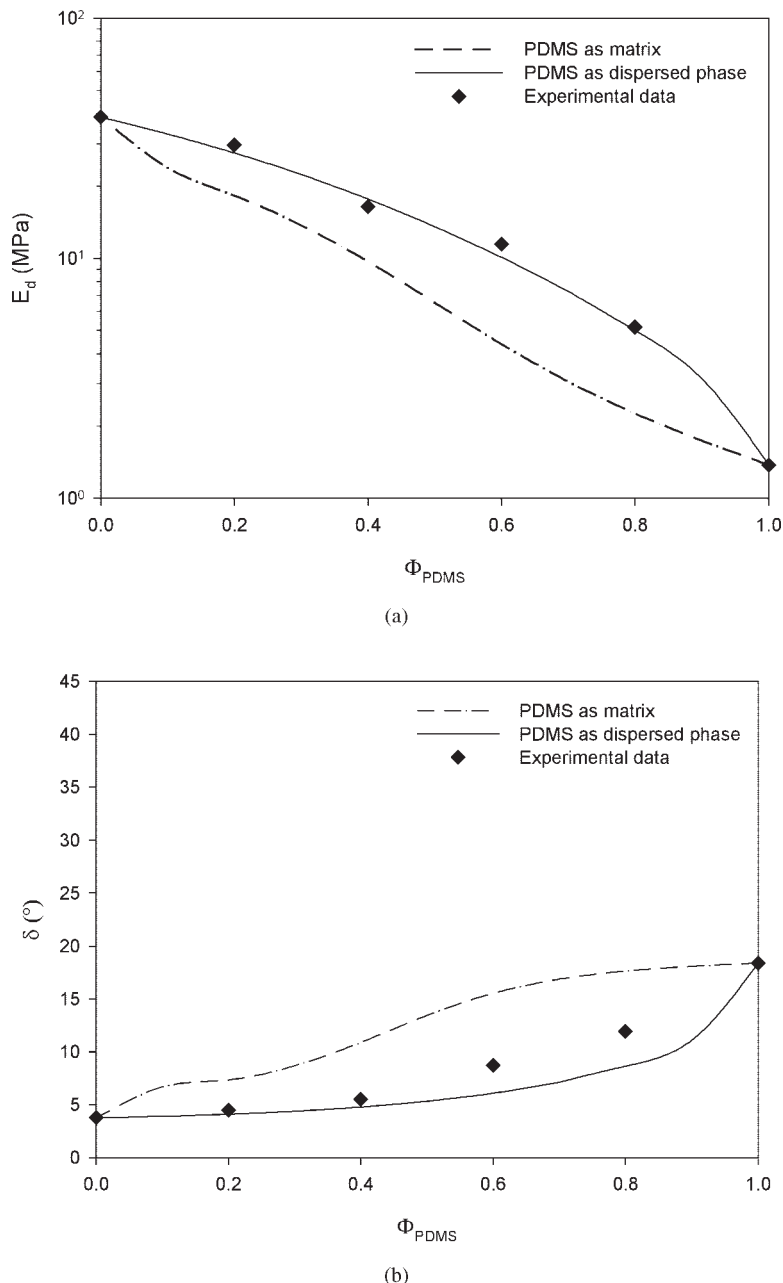 10²
PDMS as matrix
PDMS as dispersed phase
Experimental data
E_d (MPa)
10¹
10⁰
0.0 0.2 0.4 0.6 0.8 1.0
Φ_PDMS
(a)
45
PDMS as matrix
40
PDMS as dispersed phase
Experimental data
35
30
25
δ (°)
20
15
10
5
0
0.0 0.2 0.4 0.6 0.8 1.0
Φ_PDMS
(b)